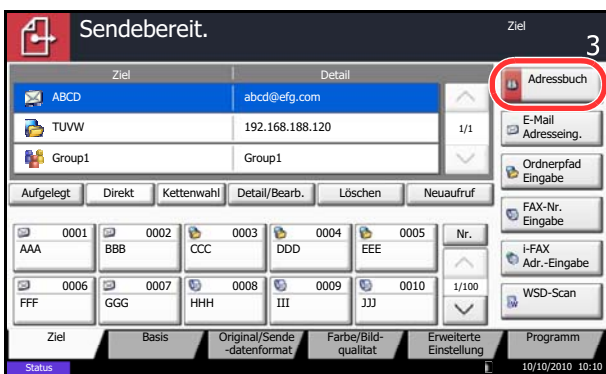 Sendebereit.
Ziel
3
Ziel Detail
ABCD abcd@efg.com
TUVW 192.168.188.120
1/1
Group1 Group1
Adressbuch
E-Mail
Adresseing.
Ordnerpfad
Eingabe
FAX-Nr.
Eingabe
i-FAX
Adr.-Eingabe
WSD-Scan
Aufgelegt Direkt Kettenwahl Detail/Bearb. Löschen Neuaufruf
0001 0002 0003 0004 0005 Nr.
AAA BBB CCC DDD EEE
0006 0007 0008 0009 0010 1/100
FFF GGG HHH III JJJ
Ziel
Basis
Original/Sende
-datenformat
Farbe/Bild-
qualitat
Erweiterte
Einstellung
Programm
Status
10/10/2010 10:10